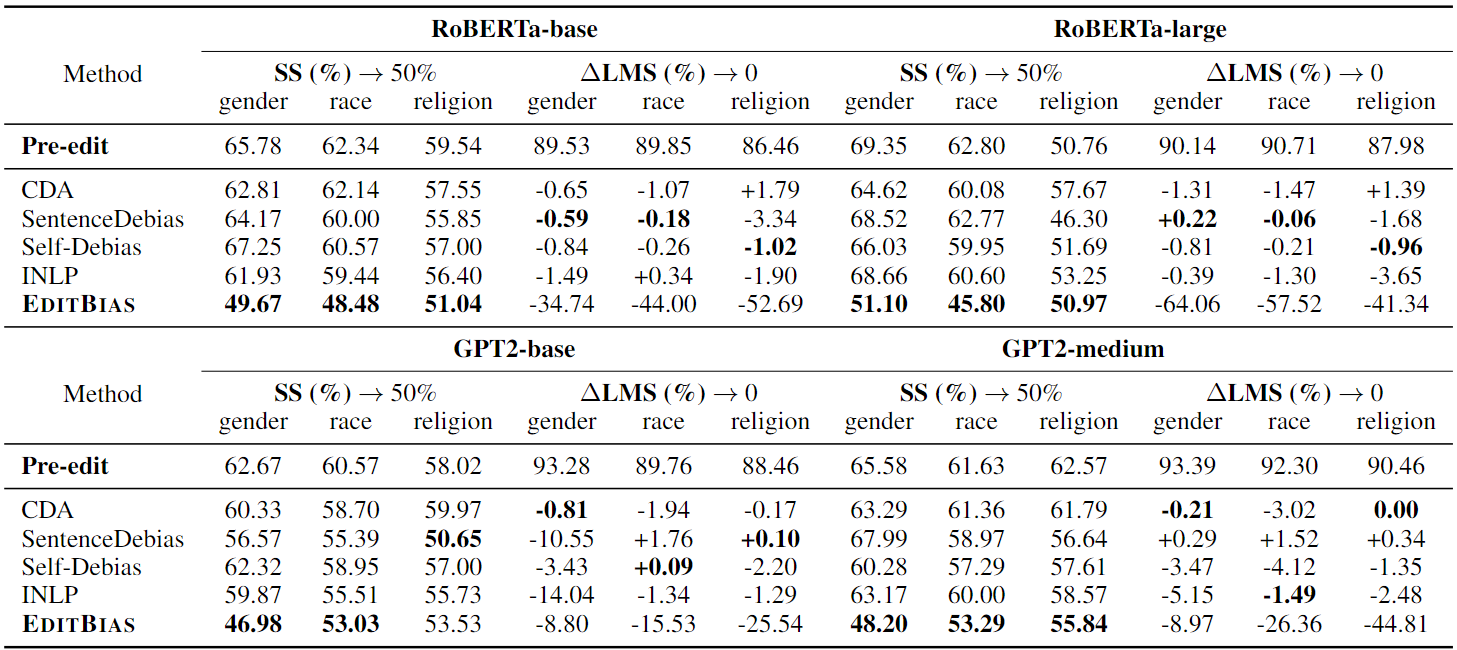 RoBERTa-base RoBERTa-large
Method SS (%) → 50% ΔLMS (%) → 0 SS (%) → 50% ΔLMS (%) → 0
gender race religion gender race religion gender race religion gender race religion
Pre-edit 65.78 62.34 59.54 89.53 89.85 86.46 69.35 62.80 50.76 90.14 90.71 87.98
CDA 62.81 62.14 57.55 -0.65 -1.07 +1.79 64.62 60.08 57.67 -1.31 -1.47 +1.39
SentenceDebias 64.17 60.00 55.85 -0.59 -0.18 -3.34 68.52 62.77 46.30 +0.22 -0.06 -1.68
Self-Debias 67.25 60.57 57.00 -0.84 -0.26 -1.02 66.03 59.95 51.69 -0.81 -0.21 -0.96
INLP 61.93 59.44 56.40 -1.49 +0.34 -1.90 68.66 60.60 53.25 -0.39 -1.30 -3.65
EDITBIAS 49.67 48.48 51.04 -34.74 -44.00 -52.69 51.10 45.80 50.97 -64.06 -57.52 -41.34
GPT2-base GPT2-medium
Method SS (%) → 50% ΔLMS (%) → 0 SS (%) → 50% ΔLMS (%) → 0
gender race religion gender race religion gender race religion gender race religion
Pre-edit 62.67 60.57 58.02 93.28 89.76 88.46 65.58 61.63 62.57 93.39 92.30 90.46
CDA 60.33 58.70 59.97 -0.81 -1.94 -0.17 63.29 61.36 61.79 -0.21 -3.02 0.00
SentenceDebias 56.57 55.39 50.65 -10.55 +1.76 +0.10 67.99 58.97 56.64 +0.29 +1.52 +0.34
Self-Debias 62.32 58.95 57.00 -3.43 +0.09 -2.20 60.28 57.29 57.61 -3.47 -4.12 -1.35
INLP 59.87 55.51 55.73 -14.04 -1.34 -1.29 63.17 60.00 58.57 -5.15 -1.49 -2.48
EDITBIAS 46.98 53.03 53.53 -8.80 -15.53 -25.54 48.20 53.29 55.84 -8.97 -26.36 -44.81